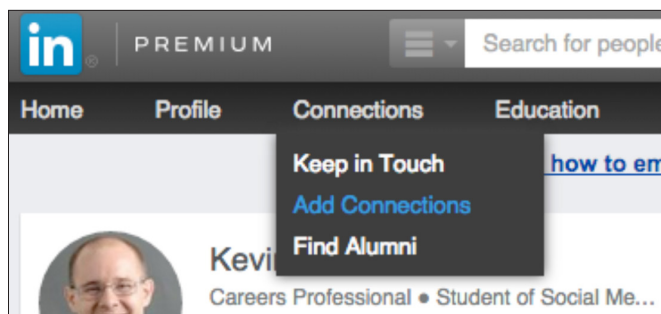 in ® PREMIUM Search for people
Home Profile Connections Education
Keep in Touch how to em
Add Connections
Find Alumni
Kevi
Careers Professional ● Student of Social Me...